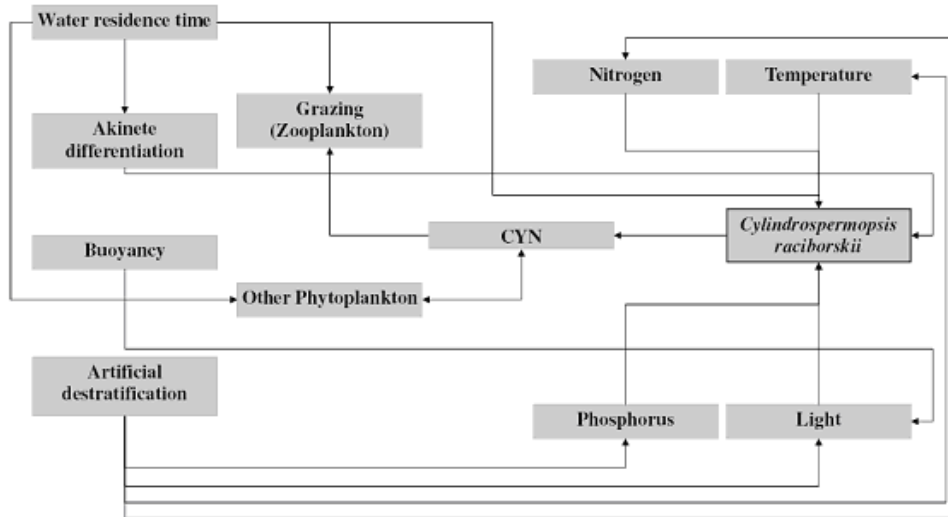 Water residence time
Nitrogen
Temperature
Grazing
(Zooplankton)
Akinete
differentiation
Cylindrospermopsis
raciborskii
CYN
Buoyancy
Other Phytoplankton
Artificial
destratification
Phosphorus
Light